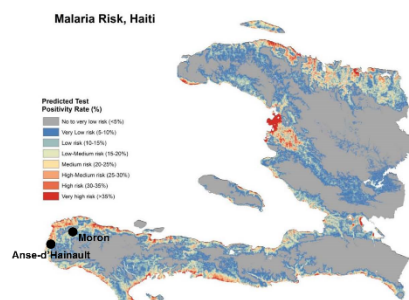 Malaria Risk, Haiti
Predicted Test
Positivity Rate (%)
No to very low risk (<5%)
Very Low risk (5-10%)
Low risk (10-15%)
Low-Medium risk (15-20%)
Medium risk (20-25%)
High-Medium risk (25-30%)
High risk (30-35%)
Very high risk (>35%)
Moron
Anse-d'Hainault